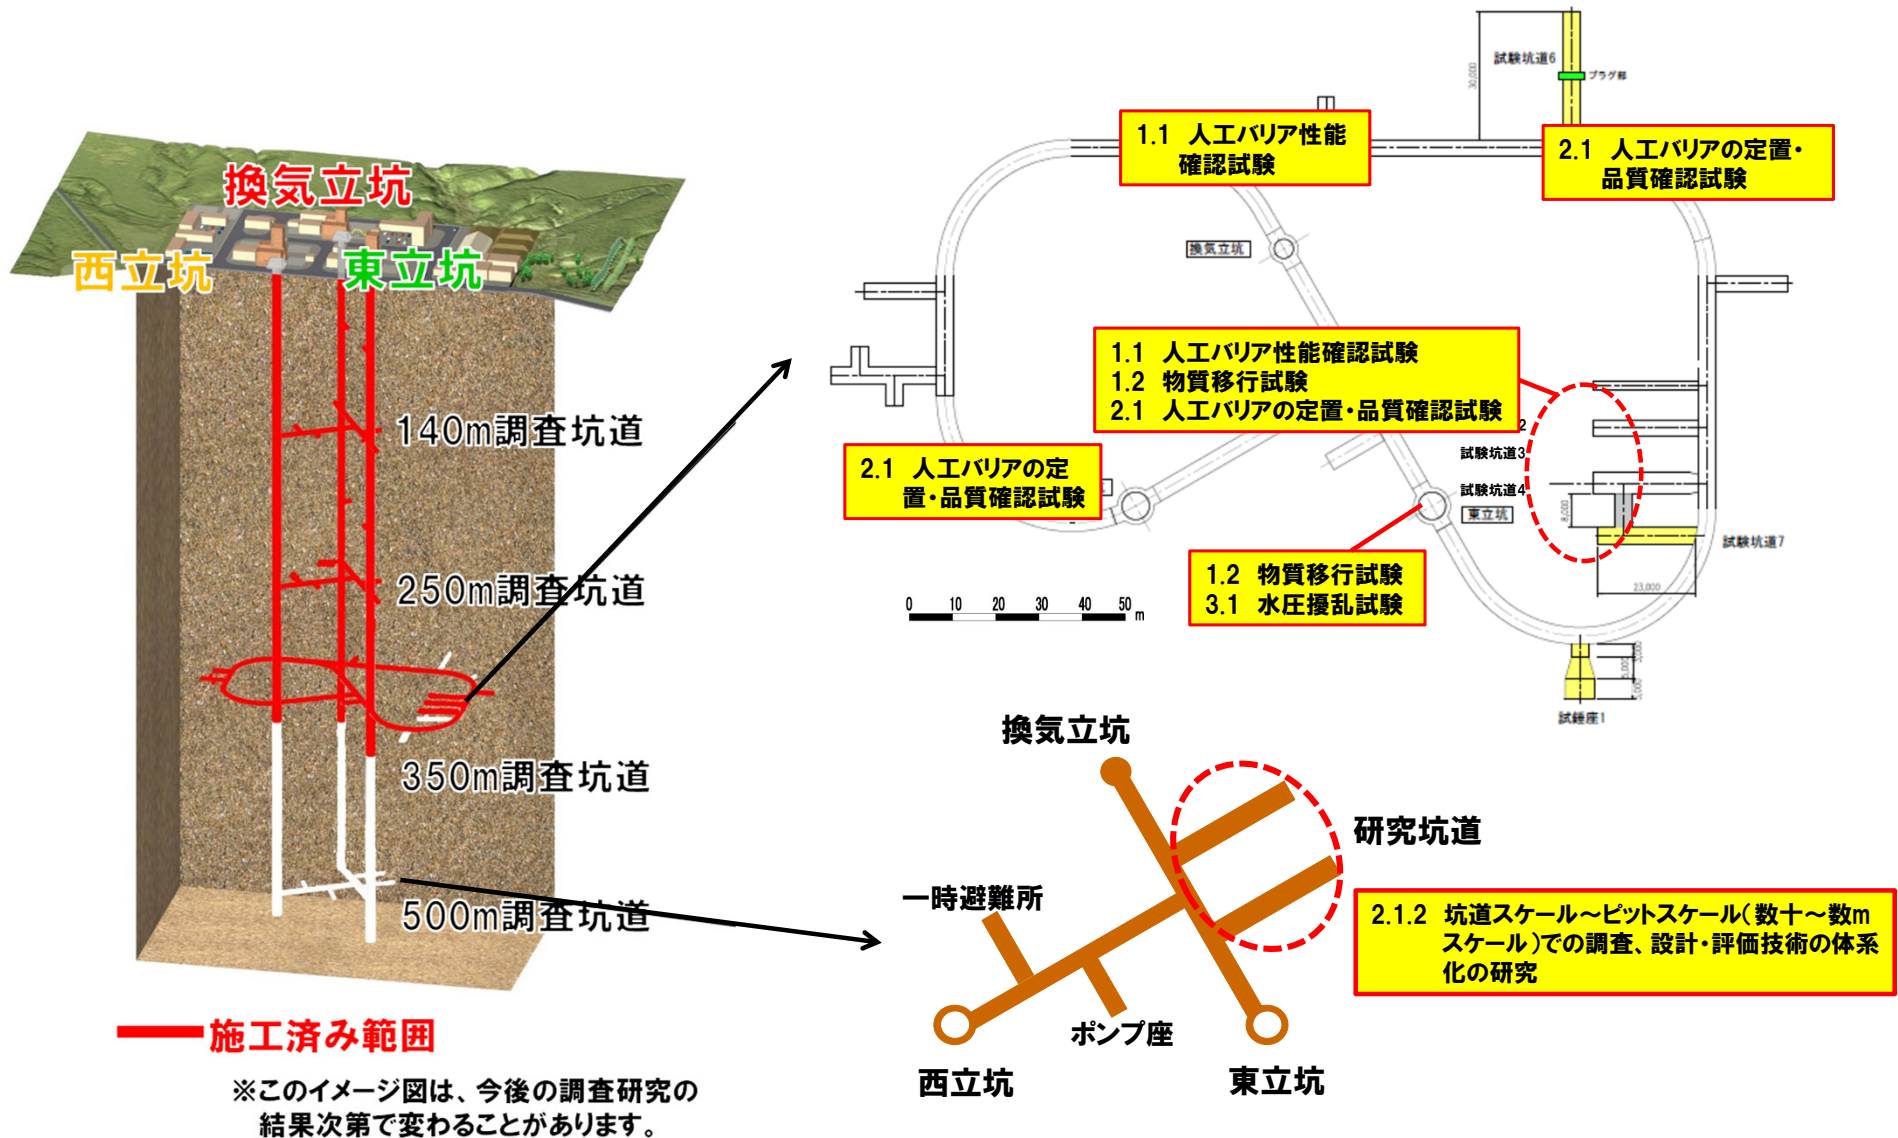 換気立坑
西立坑
東立坑
140m調査坑道
250m調査坑道
350m調査坑道
500m調査坑道
施工済み範囲
※このイメージ図は、今後の調査研究の
結果次第で変わることがあります。
試験坑道6
プラグ部
30,000
1.1 人工バリア性能
確認試験
2.1 人工バリアの定置・
品質確認試験
換気立坑
1.1 人工バリア性能確認試験
1.2 物質移行試験
2.1 人工バリアの定置・品質確認試験
2
試験坑道3
試験坑道4
2.1 人工バリアの定
置・品質確認試験
東立坑
8,000
試験坑道7
23,000
1.2 物質移行試験
3.1 水圧擾乱試験
0 10 20 30 40 50 m
試錐座1
換気立坑
研究坑道
一時避難所
ポンプ座
西立坑
東立坑
2.1.2 坑道スケール～ピットスケール（数十～数m
スケール）での調査、設計・評価技術の体系
化の研究